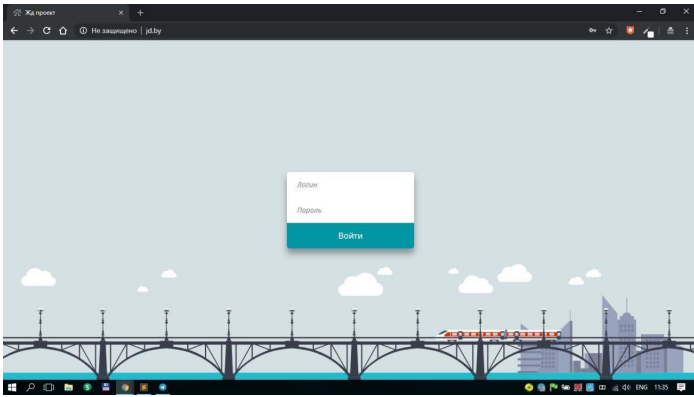 Жд проект
Не защищено | jd.by
Логин
Пароль
Войти
ENG 11:35